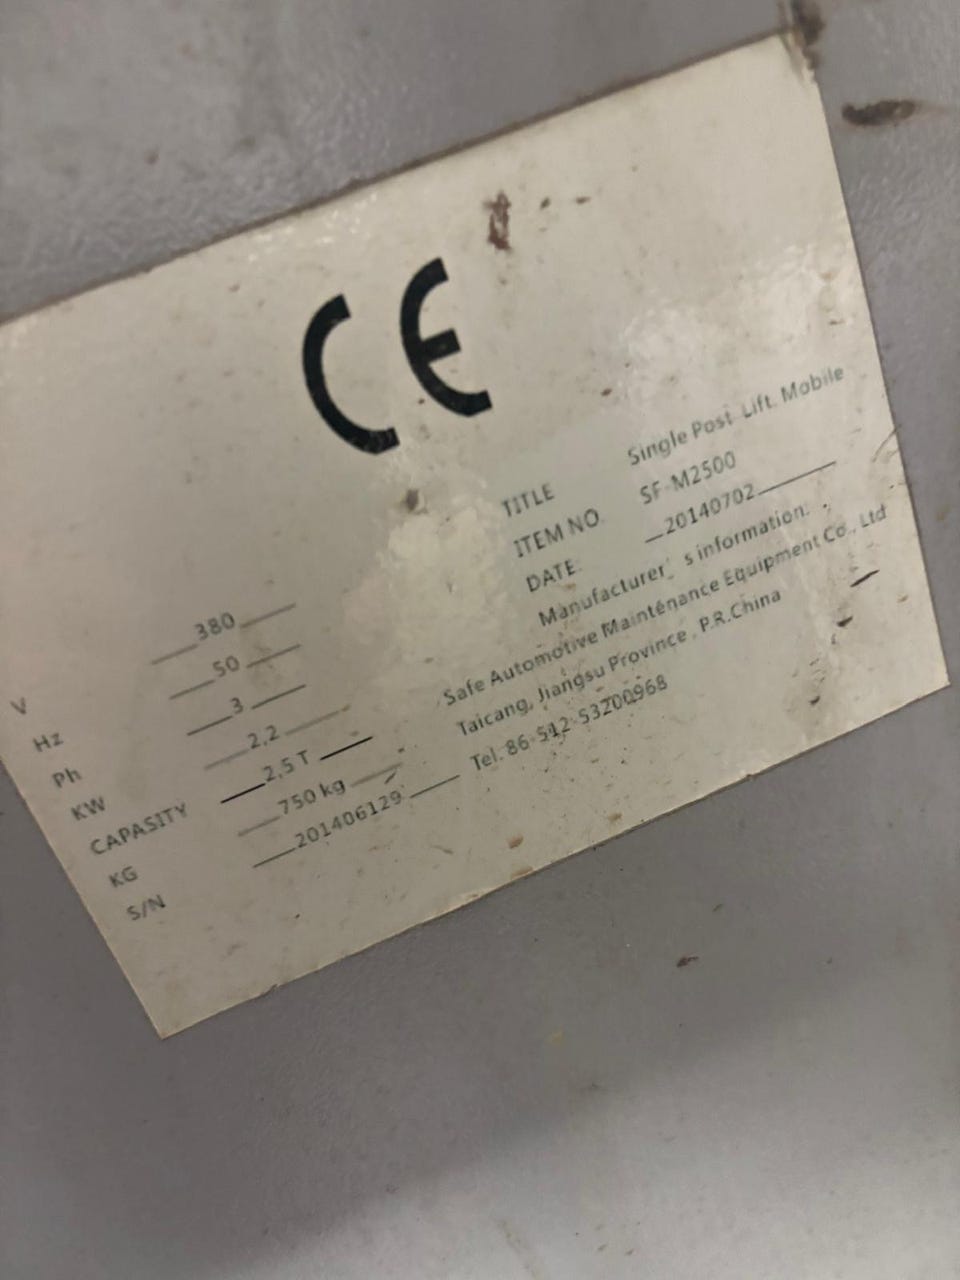 CE
TITLE Single Post Lift. Mobile
ITEM NO. SF-M2500
DATE: 20140702
Manufacturer's information:
Safe Automotive Maintenance Equipment Co., Ltd
Taicang, Jiangsu Province, P.R.China
Tel. 86-512-53200968
V 380
Hz 50
Ph 3
KW 2,2
CAPASITY 2,5 T
KG 750 kg
S/N 201406129